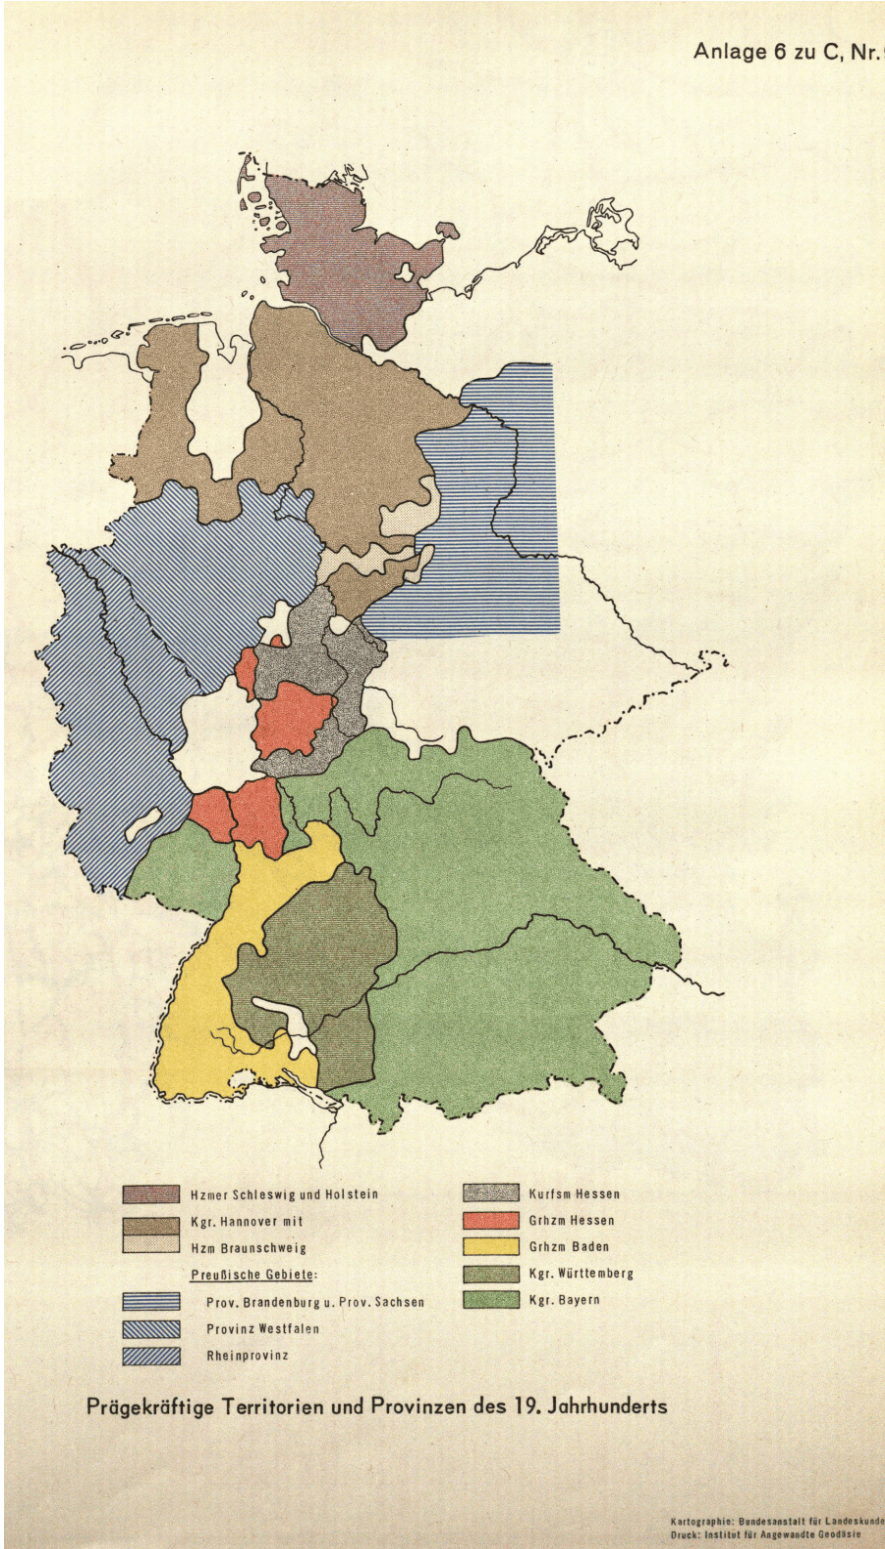 Anlage 6 zu C, Nr.
Hzmer Schleswig und Holstein
Kgr. Hannover mit
Hzm Braunschweig
Preußische Gebiete:
Prov. Brandenburg u. Prov. Sachsen
Provinz Westfalen
Rheinprovinz
Kurfsm Hessen
Grhzm Hessen
Grhzm Baden
Kgr. Württemberg
Kgr. Bayern
Prägekräftige Territorien und Provinzen des 19. Jahrhunderts
Kartographie: Bundesanstalt für Landeskunde
Druck: Institut für Angewandte Geodäsie